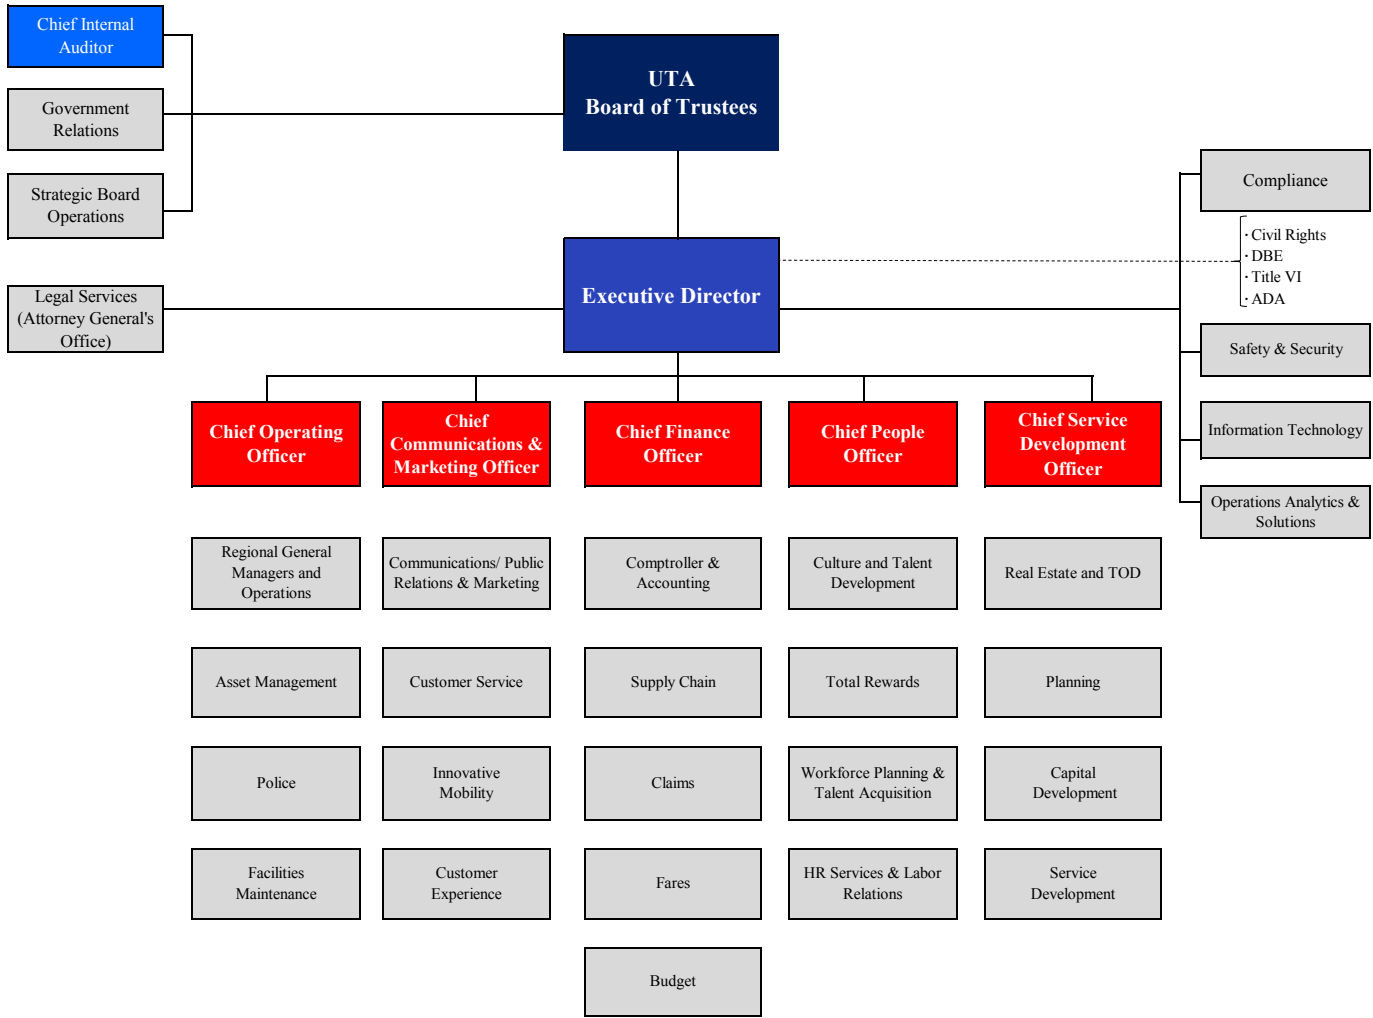 Chief Internal
Auditor
UTA
Board of Trustees
Government
Relations
Strategic Board
Operations
Compliance
· Civil Rights
· DBE
· Title VI
· ADA
Legal Services
(Attorney General's
Office)
Executive Director
Safety & Security
Information Technology
Operations Analytics &
Solutions
Chief Operating
Officer
Chief
Communications &
Marketing Officer
Chief Finance
Officer
Chief People
Officer
Chief Service
Development
Officer
Regional General
Managers and
Operations
Communications/ Public
Relations & Marketing
Comptroller &
Accounting
Culture and Talent
Development
Real Estate and TOD
Asset Management
Customer Service
Supply Chain
Total Rewards
Planning
Police
Innovative
Mobility
Claims
Workforce Planning &
Talent Acquisition
Capital
Development
Facilities
Maintenance
Customer
Experience
Fares
HR Services & Labor
Relations
Service
Development
Budget